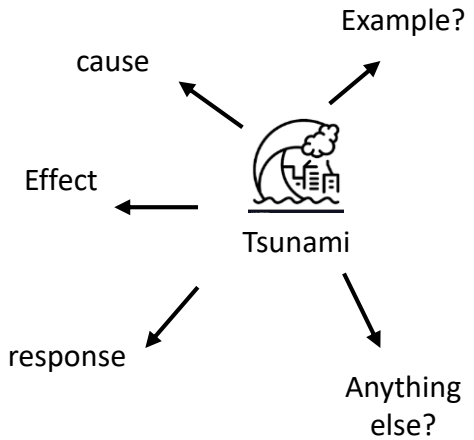 Example?
cause
Effect
Tsunami
response
Anything
else?